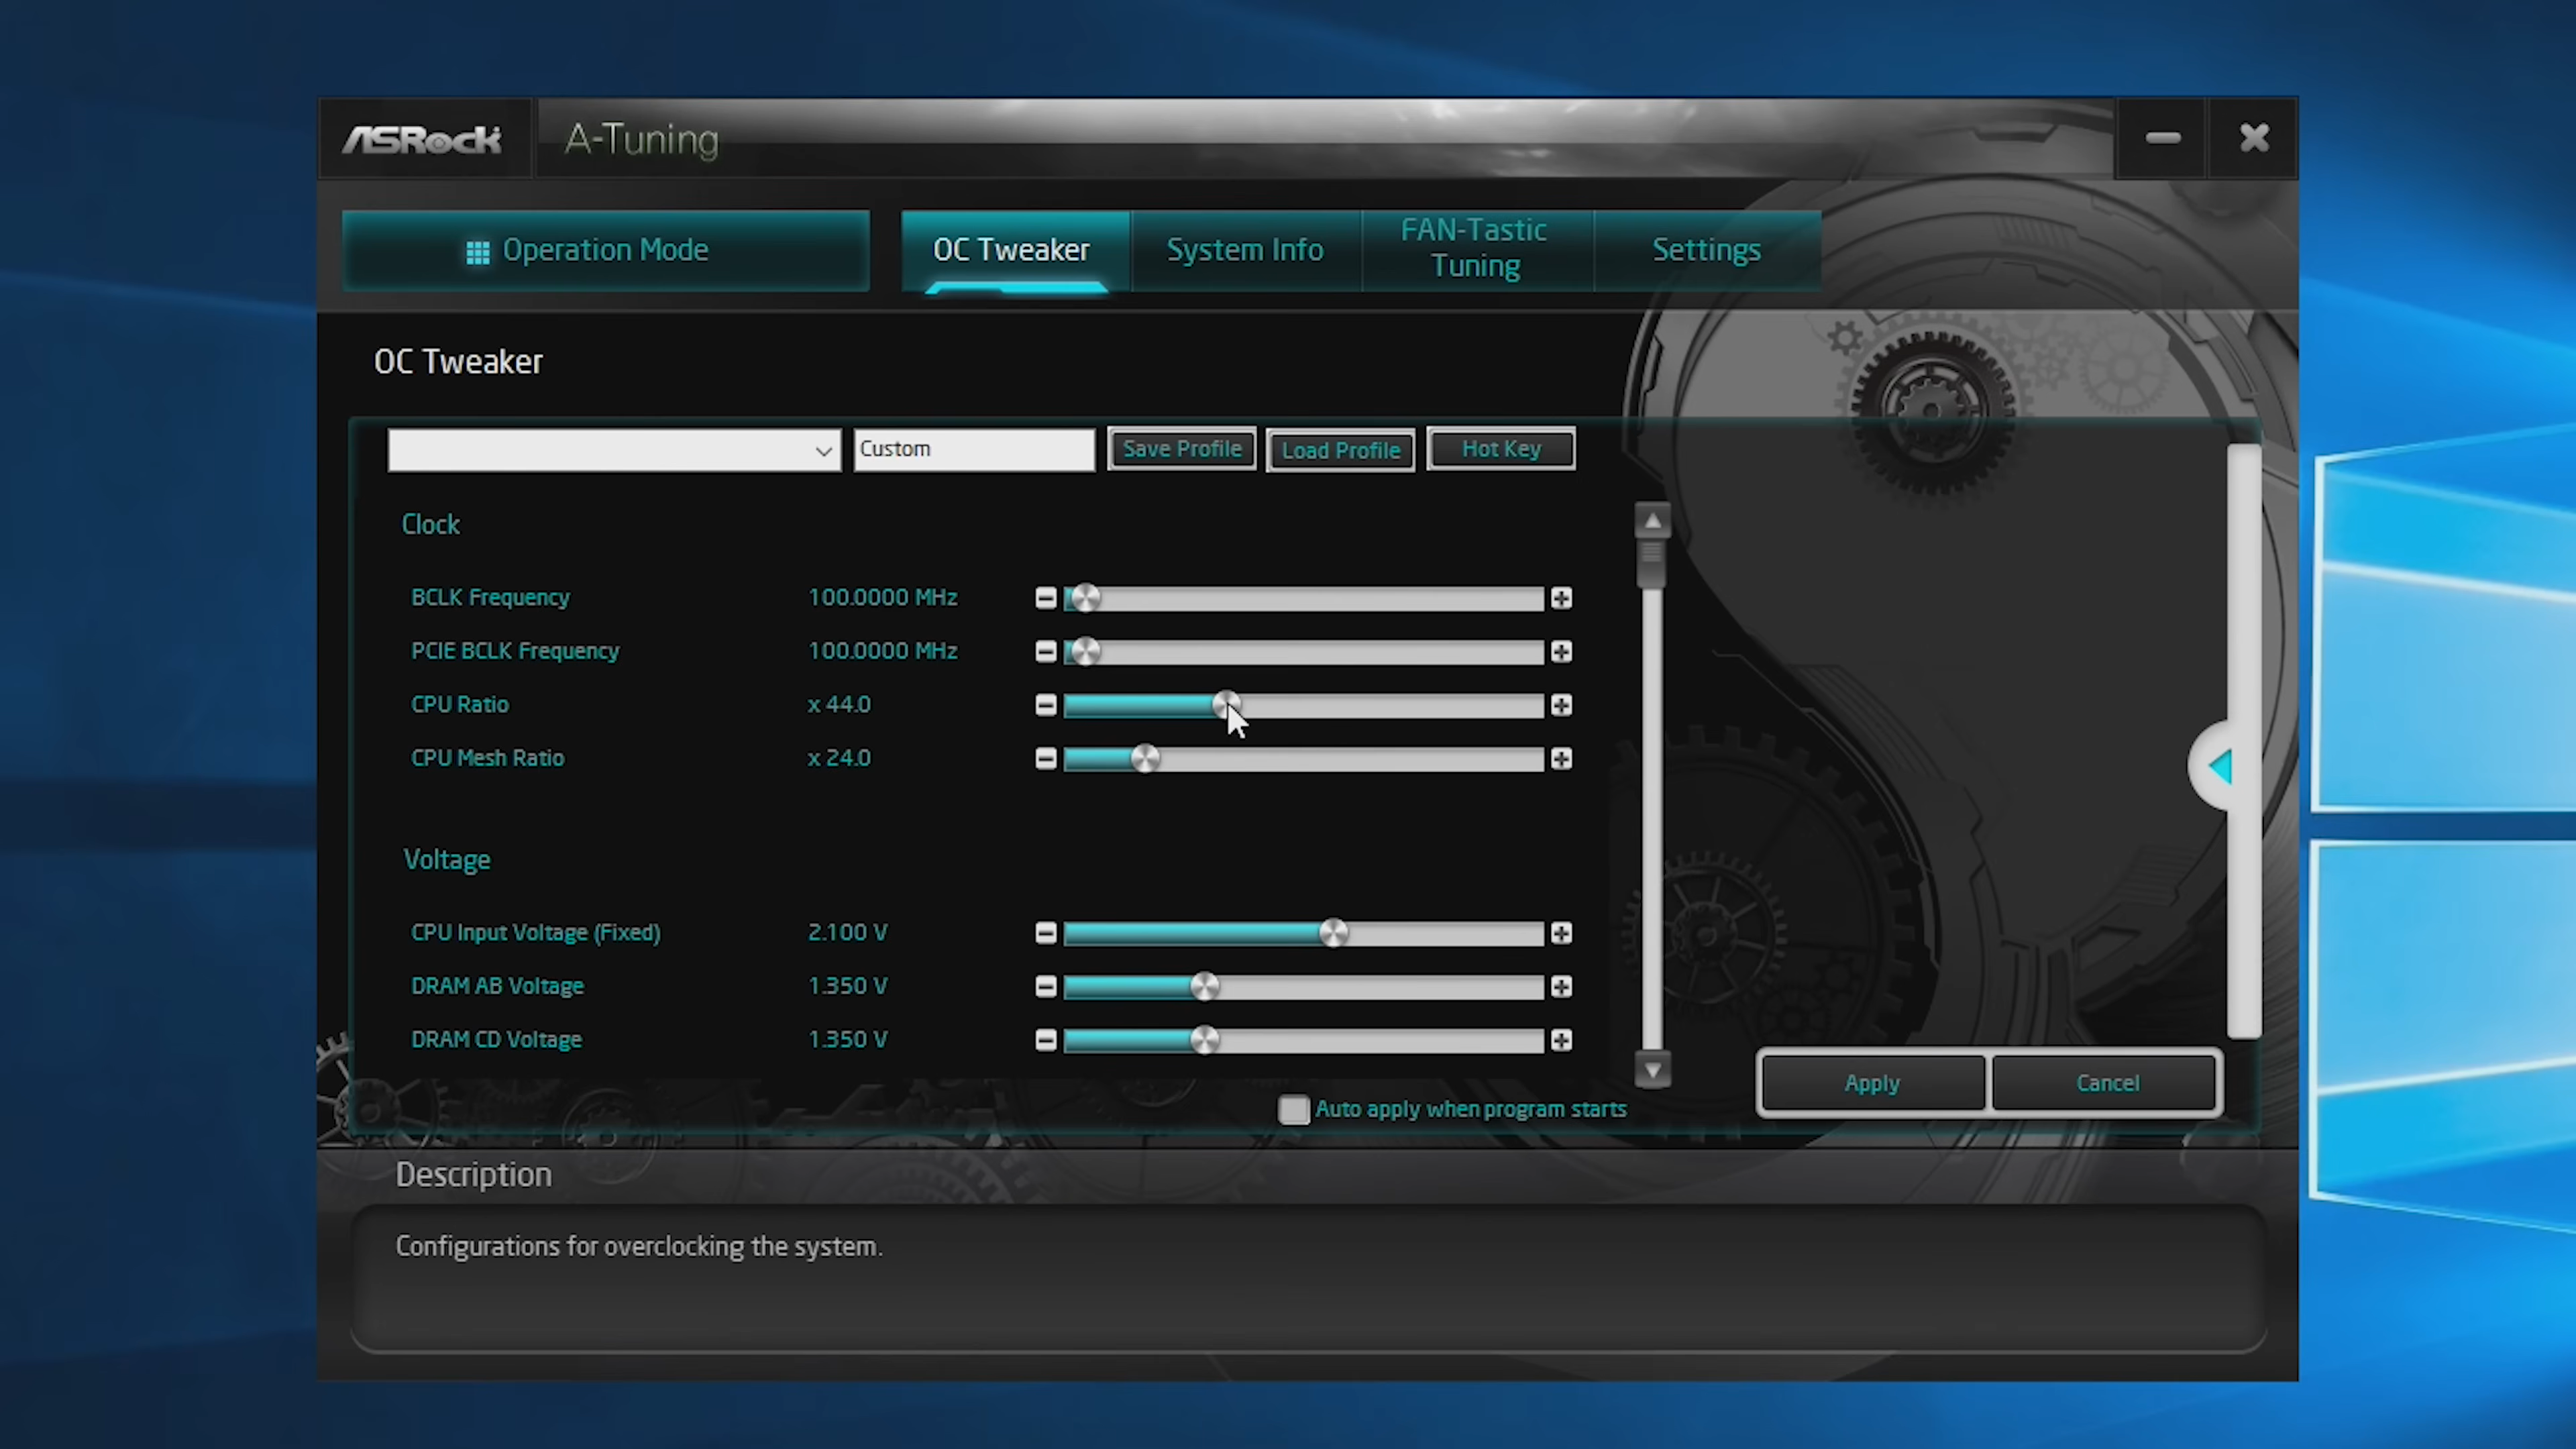 ASRock A-Tuning
Operation Mode
OC Tweaker
System Info
FAN-Tastic
Tuning
Settings
OC Tweaker
Custom
Save Profile
Load Profile
Hot Key
Clock
BCLK Frequency 100.0000 MHz
PCIE BCLK Frequency 100.0000 MHz
CPU Ratio x 44.0
CPU Mesh Ratio x 24.0
Voltage
CPU Input Voltage (Fixed) 2.100 V
DRAM AB Voltage 1.350 V
DRAM CD Voltage 1.350 V
Auto apply when program starts
Apply
Cancel
Description
Configurations for overclocking the system.